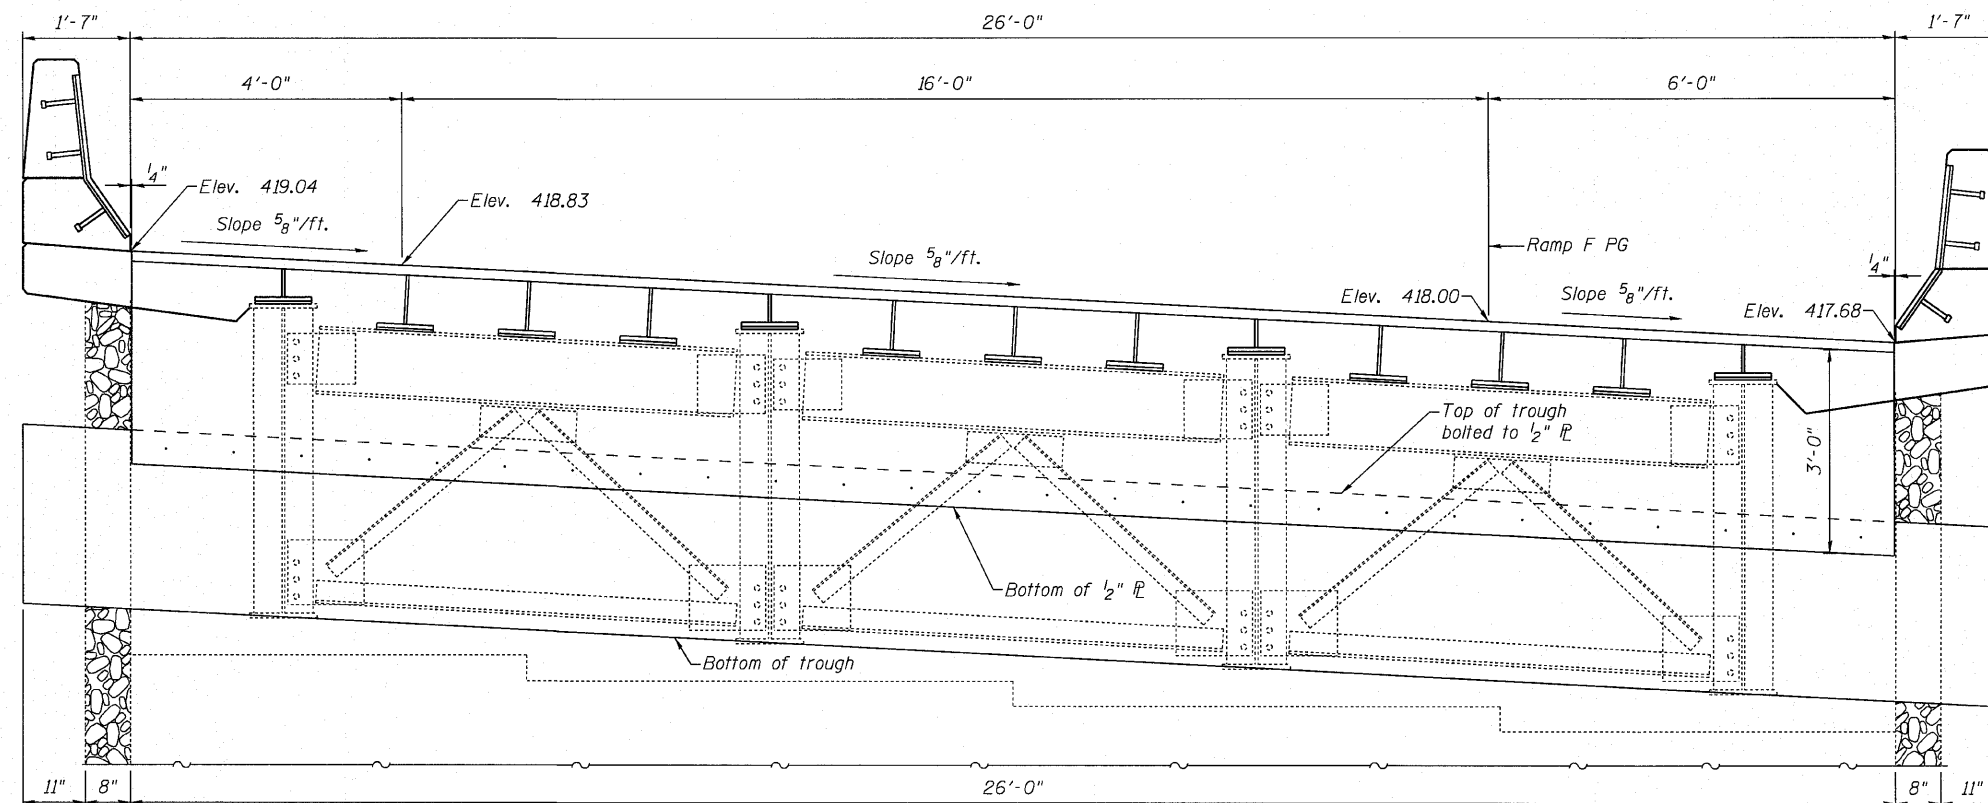 1'-7" 26'-0" 1'-7"
4'-0" 16'-0" 6'-0"
1/4"
Elev. 419.04
Elev. 418.83
Slope 5/8"/ft.
Ramp F PG
Slope 5/8"/ft.
1/4"
Elev. 418.00
Slope 5/8"/ft.
Elev. 417.68
Top of trough
bolted to 1/2" ℄
3'-0"
Bottom of 1/2" ℄
Bottom of trough
11" 8" 26'-0" 8" 11"